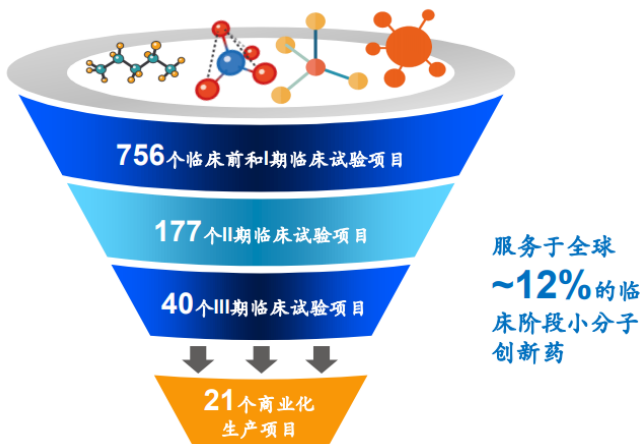 756个临床前和I期临床试验项目
177个II期临床试验项目
40个III期临床试验项目
21个商业化
生产项目
服务于全球
~12%的临
床阶段小分子
创新药